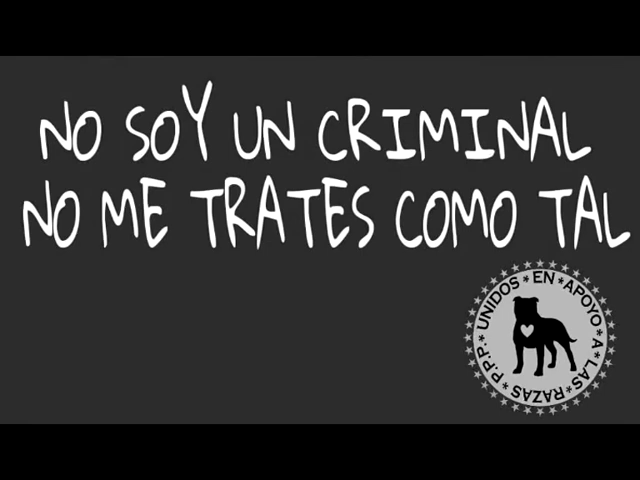 NO SOY UN CRIMINAL
NO ME TRATES COMO TAL
UNIDOS * EN * APOYO * A * LAS * RAZAS * P.P.P.